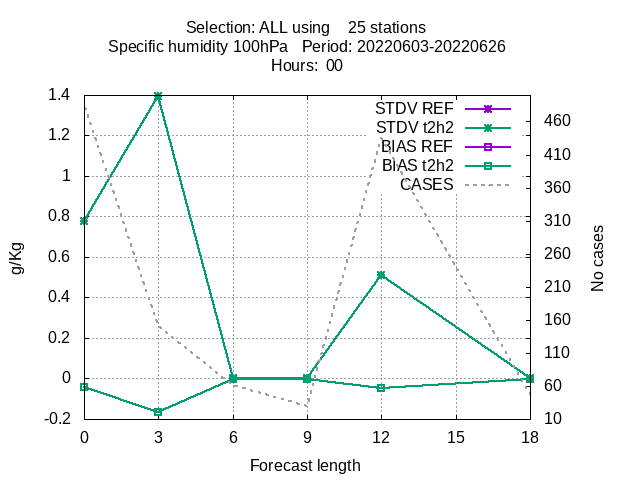 Selection: ALL using    25 stations
Specific humidity 100hPa   Period: 20220603-20220626
Hours:  00
STDV REF
STDV t2h2
BIAS REF
BIAS t2h2
CASES
1.4
1.2
1
0.8
0.6
0.4
0.2
0
-0.2
g/Kg
460
410
360
310
260
210
160
110
60
10
No cases
0 3 6 9 12 15 18
Forecast length